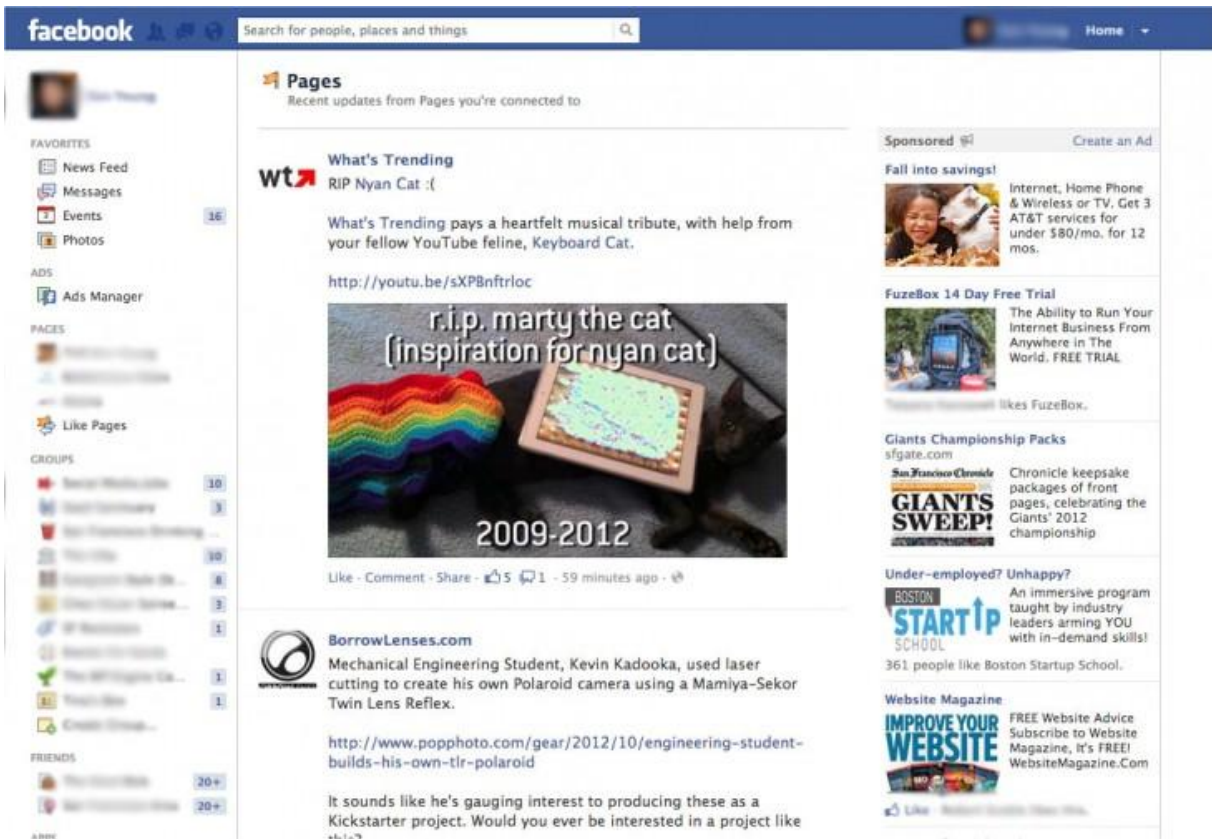 facebook
Search for people, places and things
Home
FAVORITES
News Feed
Messages
Events 16
Photos
ADS
Ads Manager
PAGES
Like Pages
GROUPS
10
3
10
8
3
1
1
1
FRIENDS
20+
20+
Pages
Recent updates from Pages you're connected to
wt
What's Trending
RIP Nyan Cat :(
What's Trending pays a heartfelt musical tribute, with help from
your fellow YouTube feline, Keyboard Cat.
http://youtu.be/sXPBnftrloc
r.i.p. marty the cat
(inspiration for nyan cat)
2009-2012
Like · Comment · Share · 5 1 · 59 minutes ago ·
BorrowLenses.com
Mechanical Engineering Student, Kevin Kadooka, used laser
cutting to create his own Polaroid camera using a Mamiya-Sekor
Twin Lens Reflex.
http://www.popphoto.com/gear/2012/10/engineering-student-
builds-his-own-tlr-polaroid
It sounds like he's gauging interest to producing these as a
Kickstarter project. Would you ever be interested in a project like
this?
Sponsored Create an Ad
Fall into savings!
Internet, Home Phone
& Wireless or TV. Get 3
AT&T services for
under $80/mo. for 12
mos.
FuzeBox 14 Day Free Trial
The Ability to Run Your
Internet Business From
Anywhere in The
World. FREE TRIAL
likes FuzeBox.
Giants Championship Packs
sfgate.com
San Francisco Chronicle
GIANTS
SWEEP!
Chronicle keepsake
packages of front
pages, celebrating the
Giants' 2012
championship
Under-employed? Unhappy?
BOSTON
STARTUP
SCHOOL
An immersive program
taught by industry
leaders arming YOU
with in-demand skills!
361 people like Boston Startup School.
Website Magazine
IMPROVE YOUR
WEBSITE
FREE Website Advice
Subscribe to Website
Magazine, It's FREE!
WebsiteMagazine.Com
Like